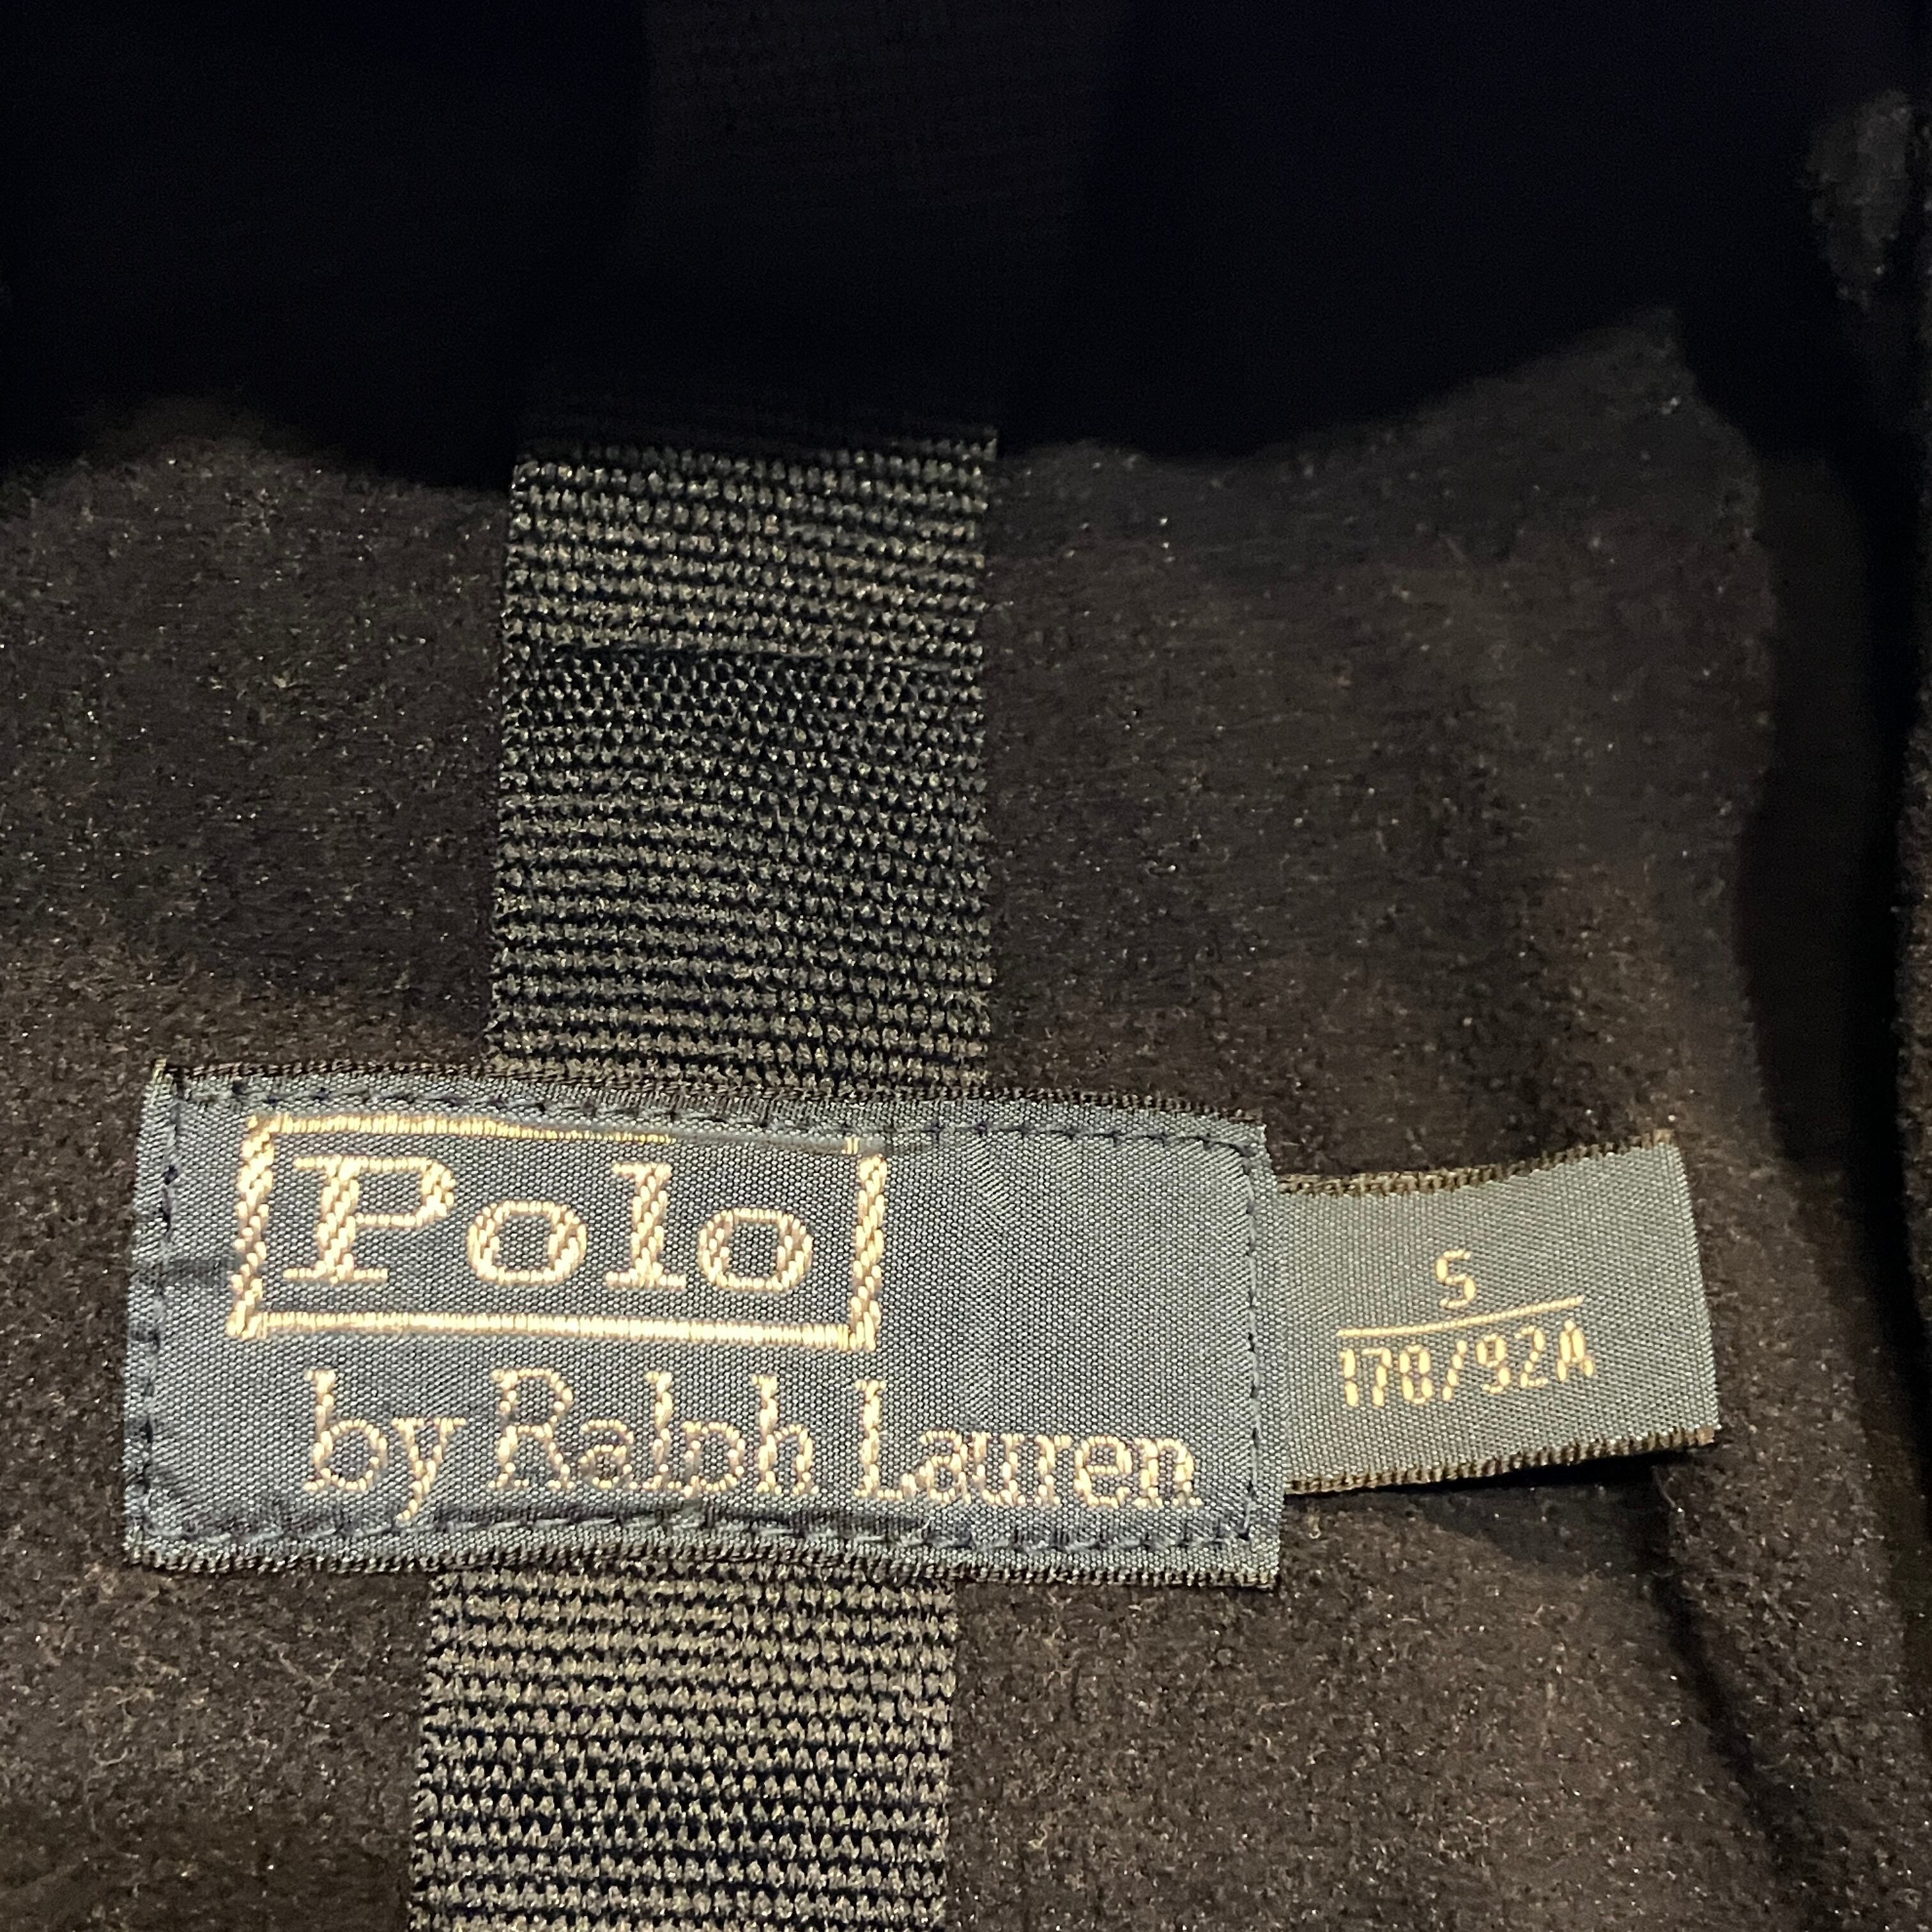 Polo
by Ralph Lauren
S
170/92A